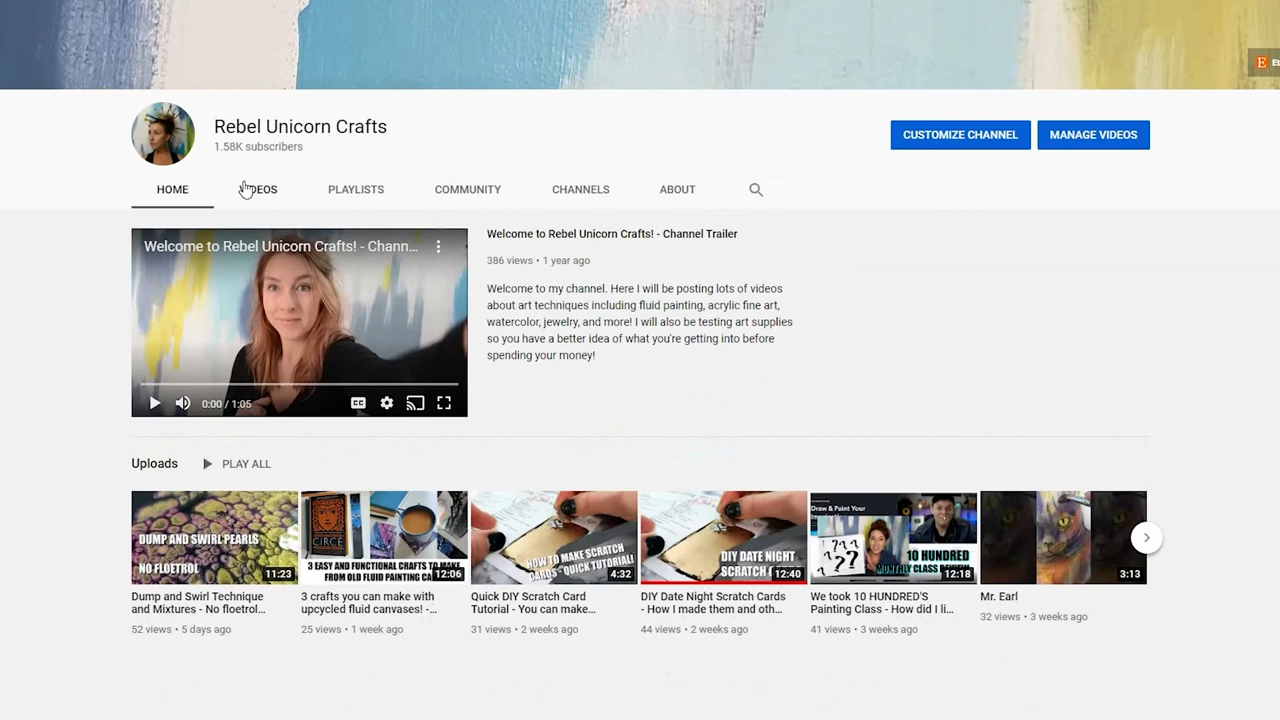 E
Rebel Unicorn Crafts
1.58K subscribers
CUSTOMIZE CHANNEL
MANAGE VIDEOS
HOME
PLAYLISTS
COMMUNITY
CHANNELS
ABOUT
Welcome to Rebel Unicorn Crafts! - Chann...
0:00 / 1:05
CC
Welcome to Rebel Unicorn Crafts! - Channel Trailer
386 views • 1 year ago
Welcome to my channel. Here I will be posting lots of videos
about art techniques including fluid painting, acrylic fine art,
watercolor, jewelry, and more! I will also be testing art supplies
so you have a better idea of what you're getting into before
spending your money!
Uploads
PLAY ALL
DUMP AND SWIRL PEARLS
NO FLOETROL
11:23
CIRCE
3 EASY AND FUNCTIONAL CRAFTS TO MAKE
FROM OLD FLUID PAINTING
12:06
HOW TO MAKE SCRATCH
CARDS - QUICK TUTORIAL!
4:32
DIY DATE NIGHT
SCRATCH
12:40
Draw & Paint Your
??
??
10 HUNDRED
MONTHLY CLASS REVIEW
12:18
3:13
Dump and Swirl Technique
and Mixtures - No floetrol...
52 views • 5 days ago
3 crafts you can make with
upcycled fluid canvases! -...
25 views • 1 week ago
Quick DIY Scratch Card
Tutorial - You can make...
31 views • 2 weeks ago
DIY Date Night Scratch Cards
- How I made them and oth...
44 views • 2 weeks ago
We took 10 HUNDRED'S
Painting Class - How did I li...
41 views • 3 weeks ago
Mr. Earl
32 views • 3 weeks ago